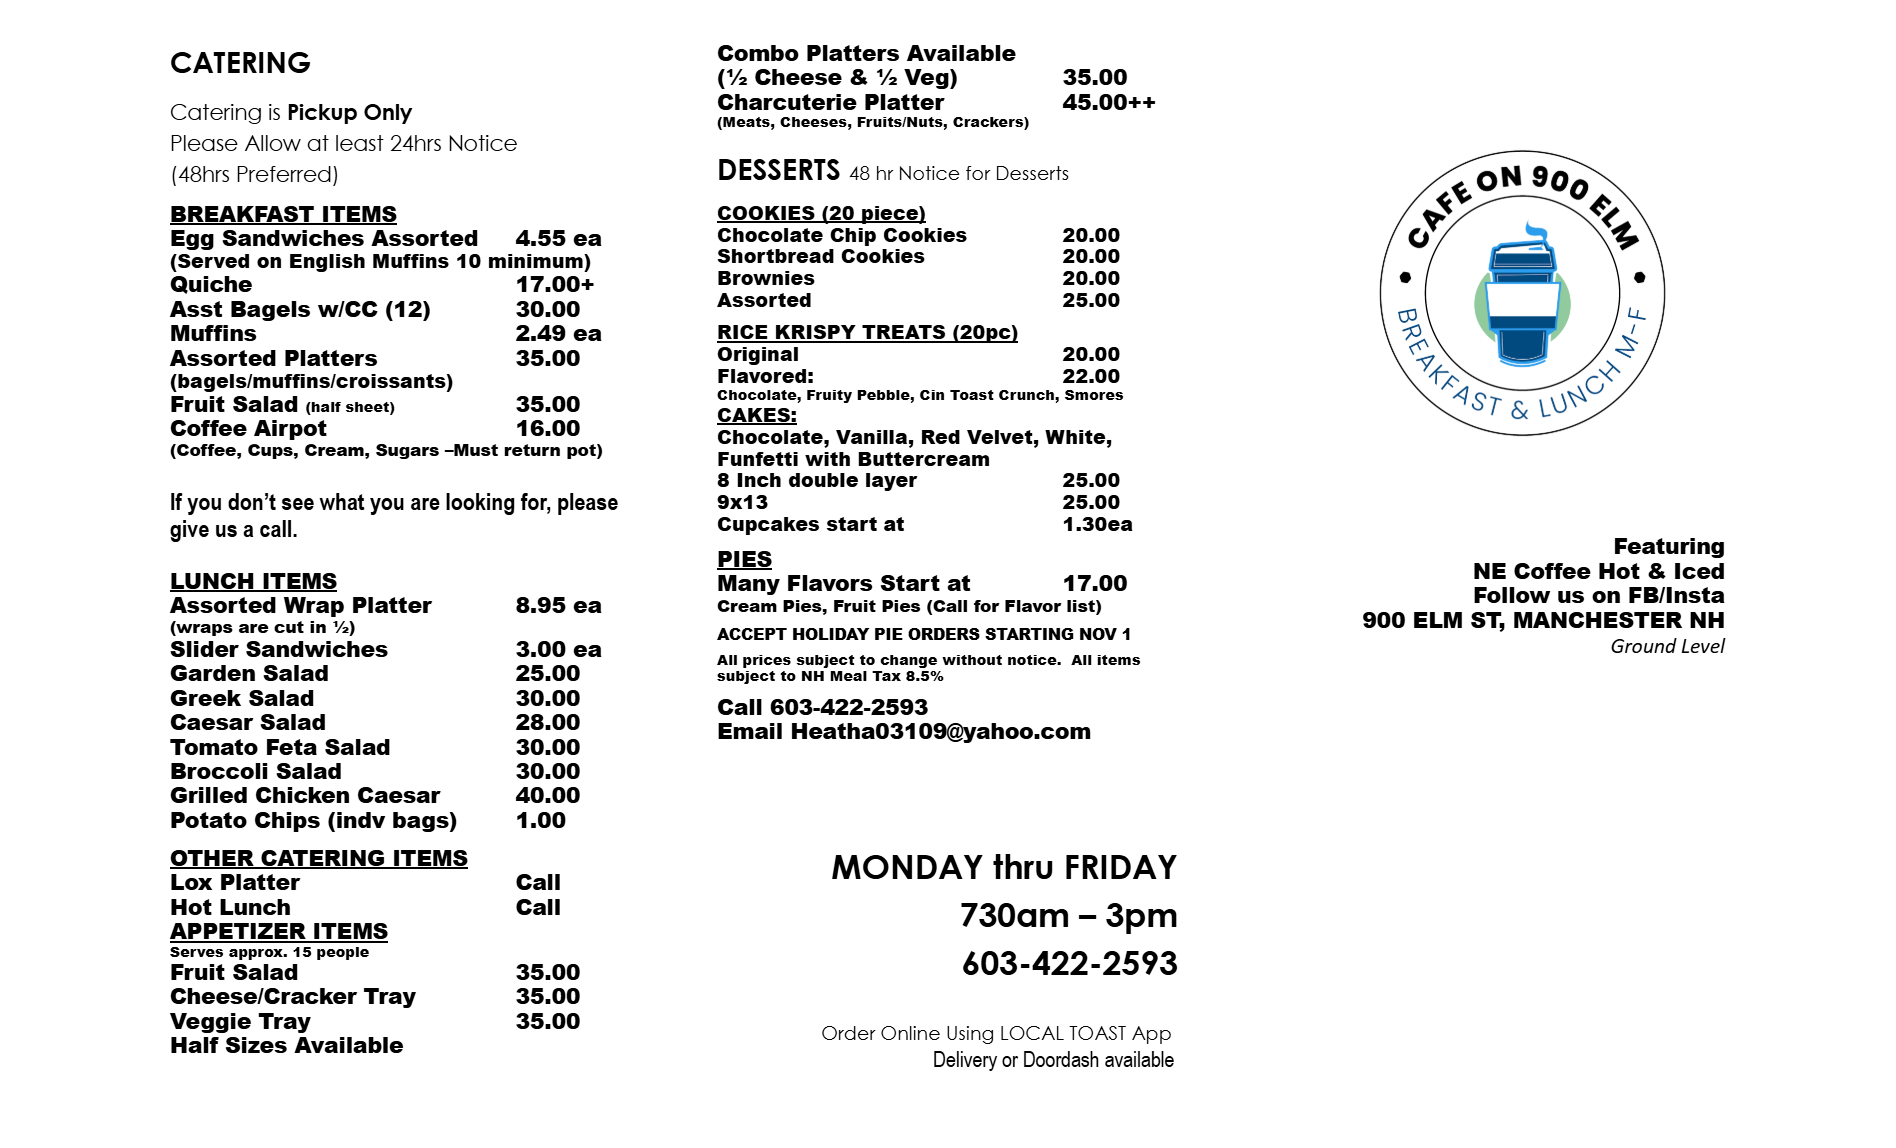 CATERING
Catering is Pickup Only
Please Allow at least 24hrs Notice
(48hrs Preferred)
BREAKFAST ITEMS
Egg Sandwiches Assorted 4.55 ea
(Served on English Muffins 10 minimum)
Quiche 17.00+
Asst Bagels w/CC (12) 30.00
Muffins 2.49 ea
Assorted Platters 35.00
(bagels/muffins/croissants)
Fruit Salad (half sheet) 35.00
Coffee Airpot 16.00
(Coffee, Cups, Cream, Sugars –Must return pot)
If you don’t see what you are looking for, please
give us a call.
LUNCH ITEMS
Assorted Wrap Platter 8.95 ea
(wraps are cut in ½)
Slider Sandwiches 3.00 ea
Garden Salad 25.00
Greek Salad 30.00
Caesar Salad 28.00
Tomato Feta Salad 30.00
Broccoli Salad 30.00
Grilled Chicken Caesar 40.00
Potato Chips (indv bags) 1.00
OTHER CATERING ITEMS
Lox Platter Call
Hot Lunch Call
APPETIZER ITEMS
Serves approx. 15 people
Fruit Salad 35.00
Cheese/Cracker Tray 35.00
Veggie Tray 35.00
Half Sizes Available
Combo Platters Available
(½ Cheese & ½ Veg) 35.00
Charcuterie Platter 45.00++
(Meats, Cheeses, Fruits/Nuts, Crackers)
DESSERTS 48 hr Notice for Desserts
COOKIES (20 piece)
Chocolate Chip Cookies 20.00
Shortbread Cookies 20.00
Brownies 20.00
Assorted 25.00
RICE KRISPY TREATS (20pc)
Original 20.00
Flavored: 22.00
Chocolate, Fruity Pebble, Cin Toast Crunch, Smores
CAKES:
Chocolate, Vanilla, Red Velvet, White,
Funfetti with Buttercream
8 Inch double layer 25.00
9x13 25.00
Cupcakes start at 1.30ea
PIES
Many Flavors Start at 17.00
Cream Pies, Fruit Pies (Call for Flavor list)
ACCEPT HOLIDAY PIE ORDERS STARTING NOV 1
All prices subject to change without notice. All items
subject to NH Meal Tax 8.5%
Call 603-422-2593
Email Heatha03109@yahoo.com
MONDAY thru FRIDAY
730am – 3pm
603-422-2593
Order Online Using LOCAL TOAST App
Delivery or Doordash available
CAFE ON 900 ELM
BREAKFAST & LUNCH M-F
Featuring
NE Coffee Hot & Iced
Follow us on FB/Insta
900 ELM ST, MANCHESTER NH
Ground Level